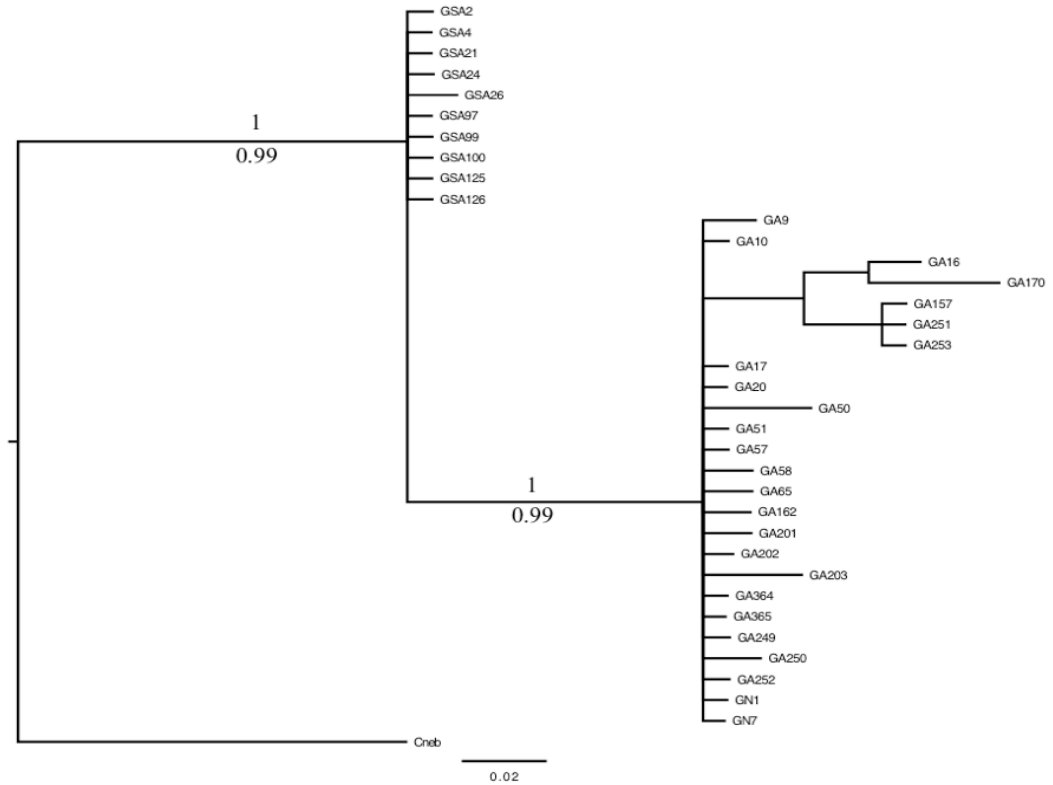 GSA2
GSA4
GSA21
GSA24
GSA26
GSA97
1
GSA99
0.99
GSA100
GSA125
GSA126
GA9
GA10
GA16
GA170
GA157
GA251
GA253
GA17
GA20
GA50
GA51
GA57
GA58
1
GA65
GA162
0.99
GA201
GA202
GA203
GA364
GA365
GA249
GA250
GA252
GN1
GN7
Cneb
0.02